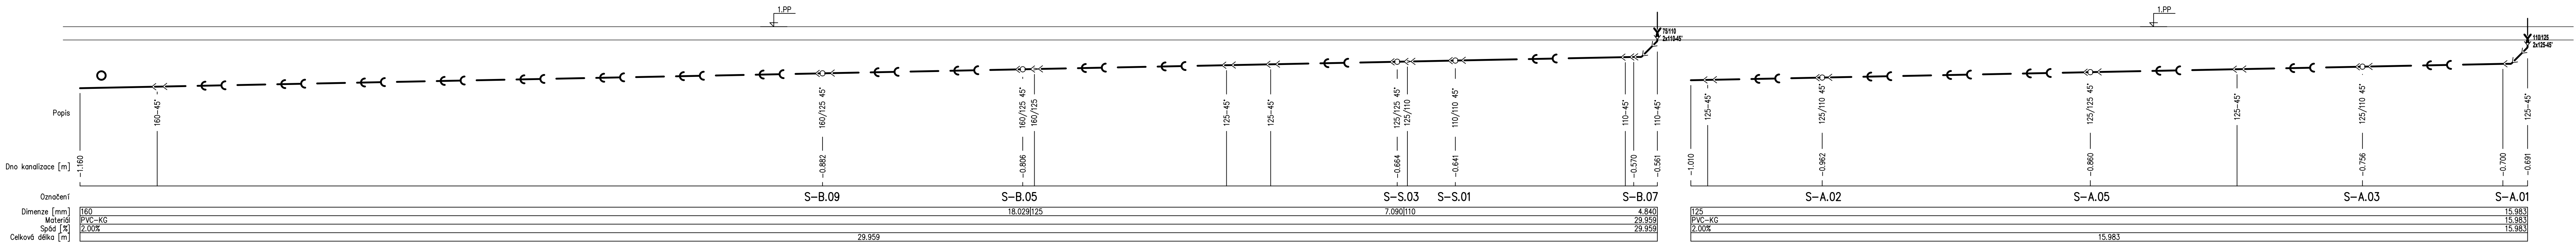 1.PP
1.PP
75/110
2x110-45°
110/125
2x125-45°
Popis
160-45°
160/125 45°
160/125 45°
160/125
125-45°
125-45°
125/125 45°
125/110
110/110 45°
110-45°
110-45°
125-45°
125/110 45°
125/125 45°
125-45°
125/110 45°
125-45°
Dno kanalizace [m]
-1.160
-0.882
-0.806
-0.664
-0.641
-0.570
-0.561
-1.010
-0.962
-0.860
-0.756
-0.700
-0.691
Označení
S-B.09
S-B.05
S-S.03
S-S.01
S-B.07
S-A.02
S-A.05
S-A.03
S-A.01
Dimenze [mm]
160
18.029
125
7.090
110
4.840
125
15.983
Materiál
PVC-KG
29.959
PVC-KG
15.983
Spád [%]
2.00%
29.959
2.00%
15.983
Celková délka [m]
29.959
15.983